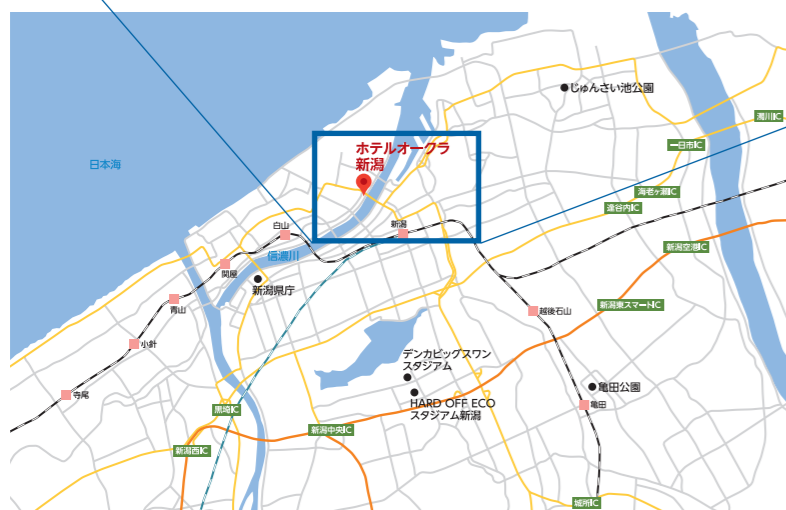 じゅんさい池公園
濁川IC
一日市IC
ホテルオークラ
新潟
日本海
海老ヶ瀬IC
逢谷内IC
白山
新潟
新潟空港IC
信濃川
関屋
新潟県庁
青山
新潟東スマートIC
越後石山
小針
デンカビッグスワン
スタジアム
亀田公園
寺尾
HARD OFF ECO
スタジアム新潟
亀田
黒埼IC
新潟中央IC
新潟西IC
城所IC